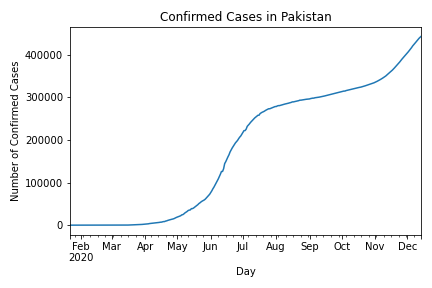 Confirmed Cases in Pakistan
Number of Confirmed Cases
400000
300000
200000
100000
0
Feb Mar Apr May Jun Jul Aug Sep Oct Nov Dec
2020
Day